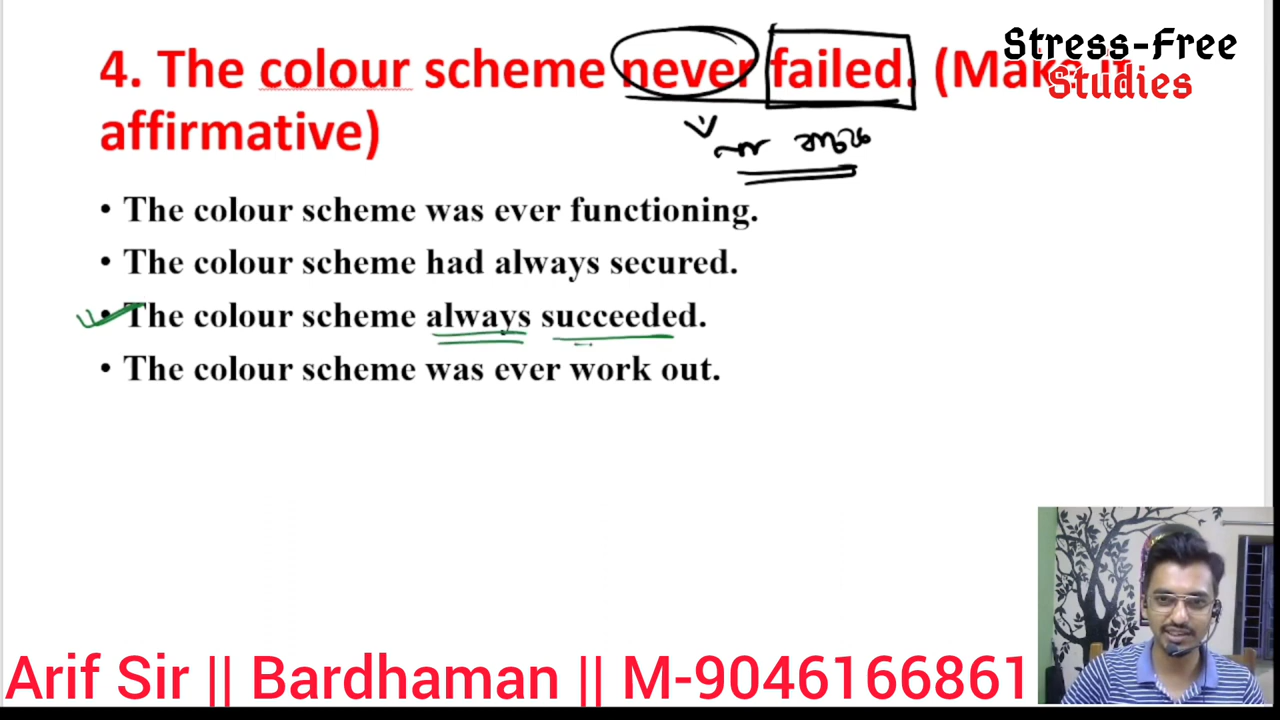 4. The colour scheme never failed. (Make it
affirmative)
Stress-Free
Studies
• The colour scheme was ever functioning.
• The colour scheme had always secured.
• The colour scheme always succeeded.
• The colour scheme was ever work out.
Arif Sir || Bardhaman || M-9046166861